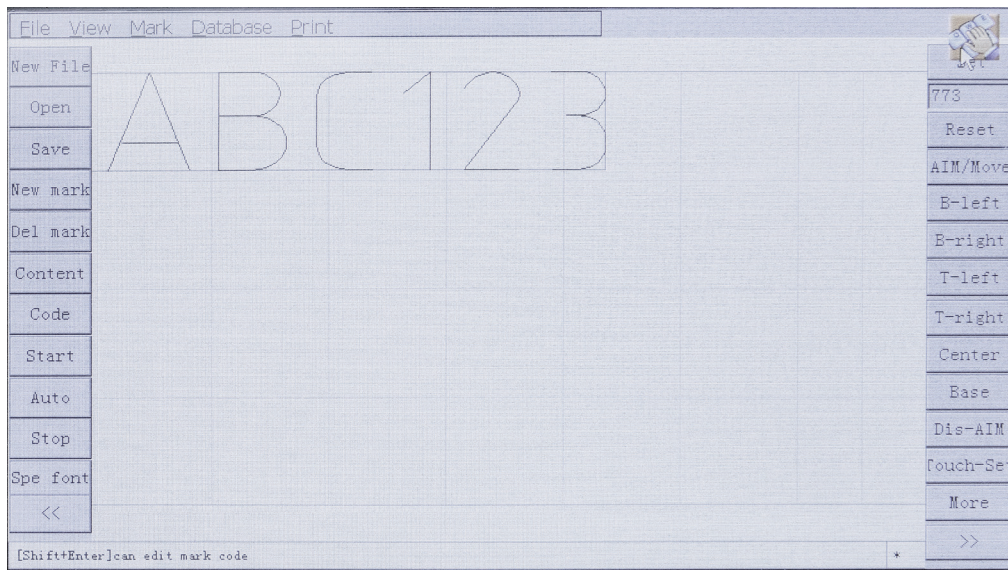 File View Mark Database Print
New File
Open
Save
New mark
Del mark
Content
Code
Start
Auto
Stop
Spe font
<<
ABC123
773
Reset
AIM/Move
B-left
B-right
T-left
T-right
Center
Base
Dis-AIM
Touch-Se
More
>>
[Shift+Enter]can edit mark code
*